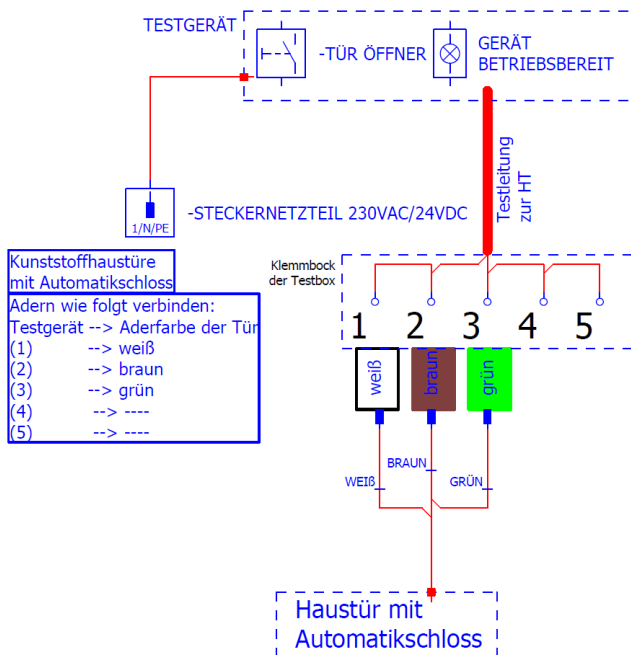 TESTGERÄT
-TÜR ÖFFNER
GERÄT
BETRIEBSBEREIT
Testleitung
zur HT
1/N/PE
-STECKERNETZTEIL 230VAC/24VDC
Kunststoffhaustüre
mit Automatikschloss
Adern wie folgt verbinden:
Testgerät --> Aderfarbe der Tür
(1) --> weiß
(2) --> braun
(3) --> grün
(4) --> ----
(5) --> ----
Klemmbock
der Testbox
1 2 3 4 5
weiß braun grün
BRAUN
WEIß GRÜN
Haustür mit
Automatikschloss